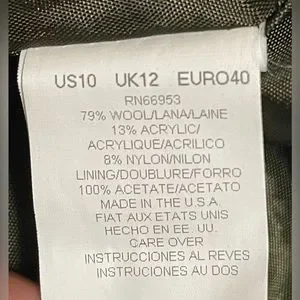 US10 UK12 EURO40
RN66953
79% WOOL/LANA/LAINE
13% ACRYLIC/
ACRYLIQUE/ACRILICO
8% NYLON/NILON
LINING/DOUBLURE/FORRO
100% ACETATE/ACETATO
MADE IN THE U.S.A.
FIAT AUX ETATS UNIS
HECHO EN EE. UU.
CARE OVER
INSTRUCCIONES AL REVES
INSTRUCIONES AU DOS